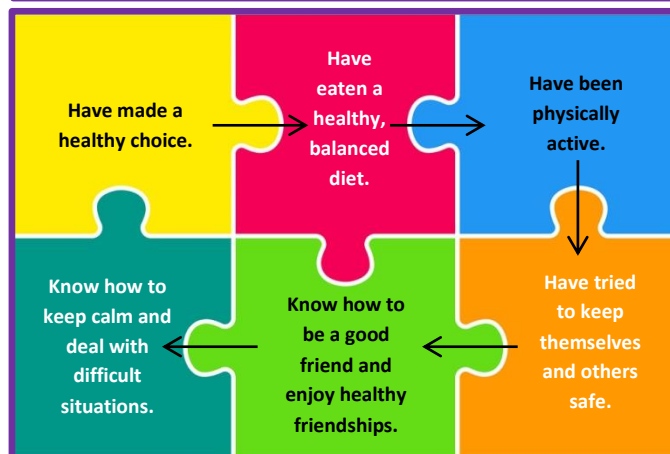 Have made a
healthy choice.
Have
eaten a
healthy,
balanced
diet.
Have been
physically
active.
Have tried
to keep
themselves
and others
safe.
Know how to
be a good
friend and
enjoy healthy
friendships.
Know how to
keep calm and
deal with
difficult
situations.